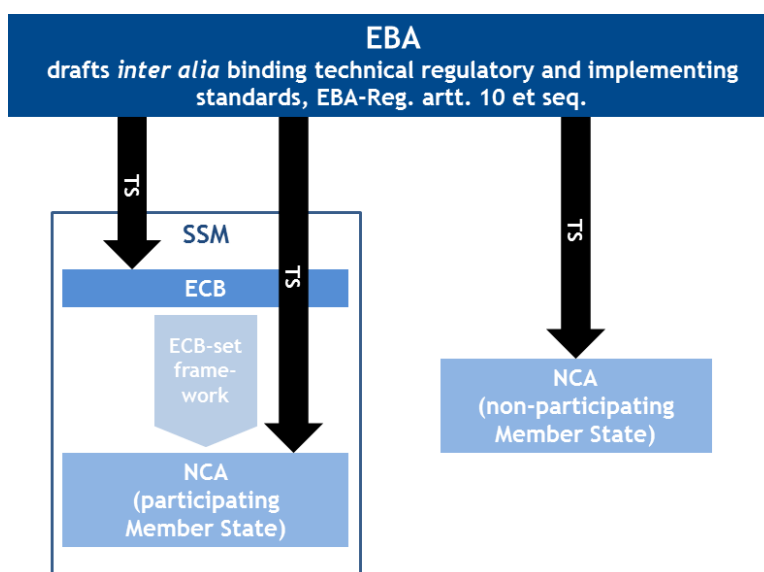 EBA
drafts inter alia binding technical regulatory and implementing
standards, EBA-Reg. artt. 10 et seq.
TS
TS
TS
SSM
ECB
ECB-set
frame-
work
NCA
(participating
Member State)
NCA
(non-participating
Member State)